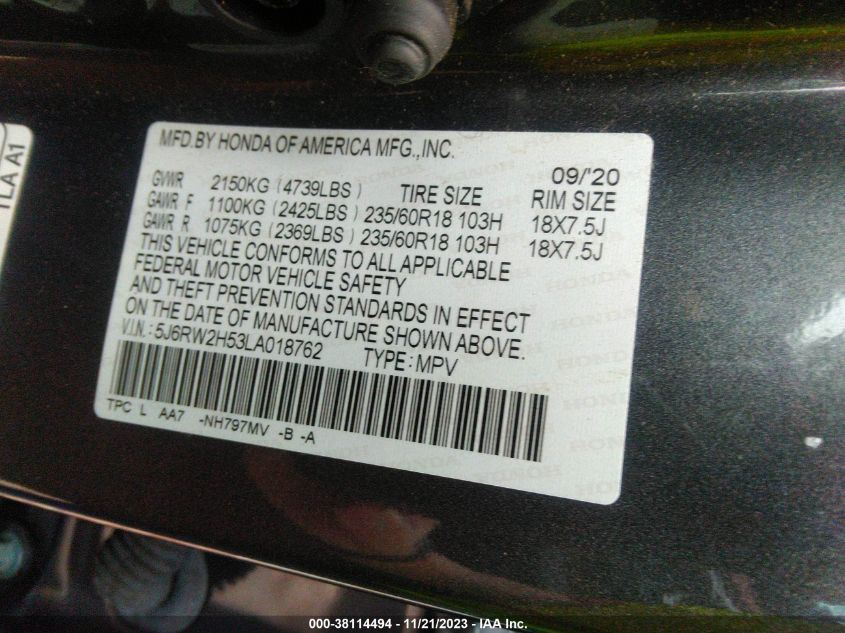 TLA A1
MFD.BY HONDA OF AMERICA MFG.,INC.
09/'20
GVWR 2150KG (4739LBS) TIRE SIZE RIM SIZE
GAWR F 1100KG (2425LBS) 235/60R18 103H 18X7.5J
GAWR R 1075KG (2369LBS) 235/60R18 103H 18X7.5J
THIS VEHICLE CONFORMS TO ALL APPLICABLE
FEDERAL MOTOR VEHICLE SAFETY
AND THEFT PREVENTION STANDARDS IN EFFECT
ON THE DATE OF MANUFACTURE SHOWN ABOVE.
V.I.N.: 5J6RW2H53LA018762 TYPE: MPV
TPC L AA7 -NH797MV -B -A
000-38114494 - 11/21/2023 - IAA Inc.